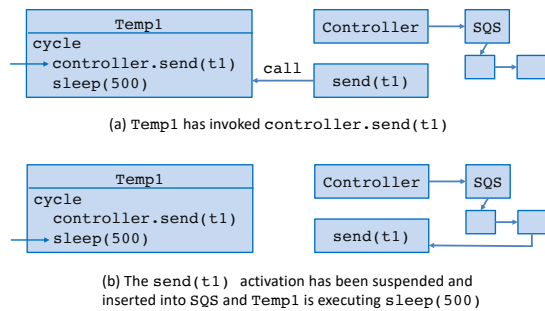 Temp1
cycle
controller.send(t1)
sleep(500)
call
Controller
SQS
send(t1)
(a) Temp1 has invoked controller.send(t1)
Temp1
cycle
controller.send(t1)
sleep(500)
Controller
SQS
send(t1)
(b) The send(t1) activation has been suspended and
inserted into SQS and Temp1 is executing sleep(500)